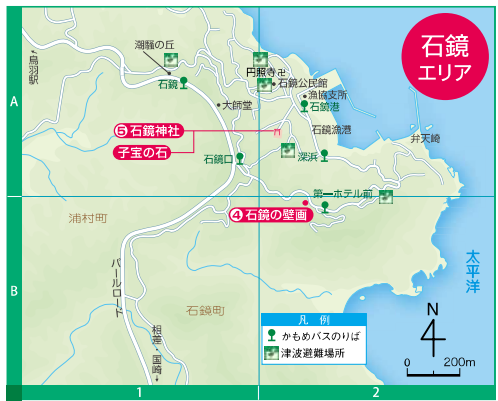 石鏡
エリア
潮騒の丘
鳥羽駅
円照寺卍
石鏡
石鏡公民館
漁協支所
A
大師堂
石鏡港
⑤石鏡神社
石鏡漁港
弁天崎
子宝の石
石鏡口
深浜
第一ホテル前
④石鏡の壁画
浦村町
太平洋
パールロード
B
石鏡町
凡 例
かもめバスのりば
津波避難場所
相差・国崎
N
0 200m
1 2